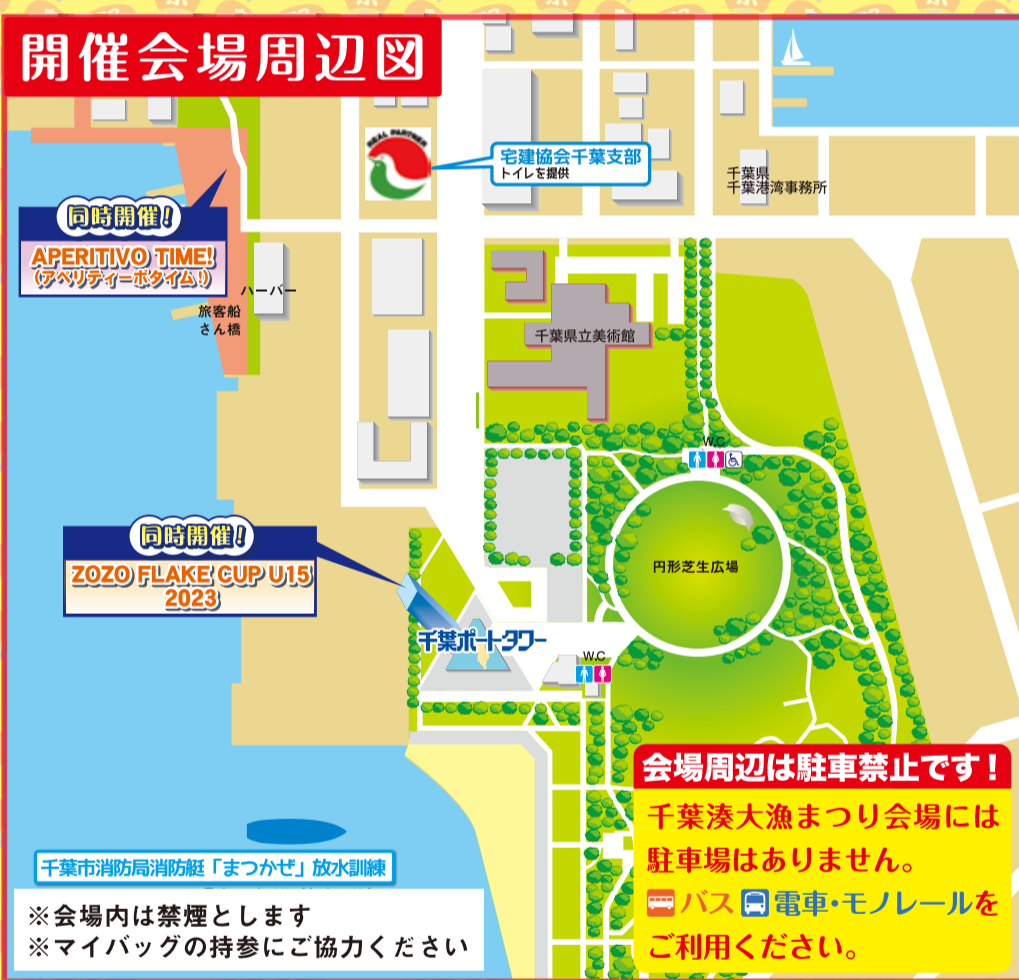 開催会場周辺図
REAL PARTNER
宅建協会千葉支部
トイレを提供
千葉県
千葉港湾事務所
同時開催!
APERITIVO TIME!
(アペリティーボタイム!)
ハーバー
旅客船
さん橋
千葉県立美術館
W.C
円形芝生広場
同時開催!
ZOZO FLAKE CUP U15
2023
千葉ポートタワー
W.C
会場周辺は駐車禁止です!
千葉湊大漁まつり会場には
駐車場はありません。
バス 電車・モノレールを
ご利用ください。
千葉市消防局消防艇「まつかぜ」放水訓練
※会場内は禁煙とします
※マイバッグの持参にご協力ください